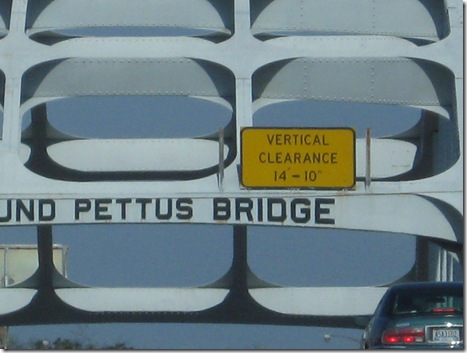 VERTICAL
CLEARANCE
14 - 10"
UND PETTUS BRIDGE